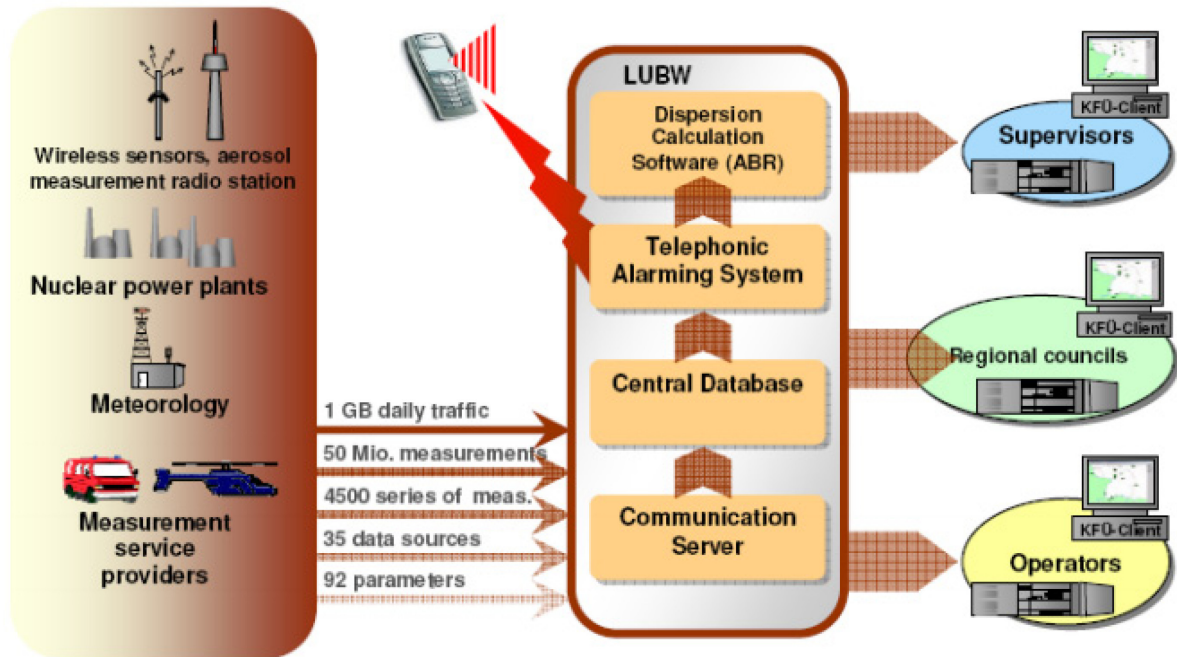 Wireless sensors, aerosol
measurement radio station
Nuclear power plants
Meteorology
Measurement
service
providers
1 GB daily traffic
50 Mio. measurements
4500 series of meas.
35 data sources
92 parameters
LUBW
Dispersion
Calculation
Software (ABR)
Telephonic
Alarming System
Central Database
Communication
Server
KFÜ-Client
Supervisors
KFÜ-Client
Regional councils
KFÜ-Client
Operators